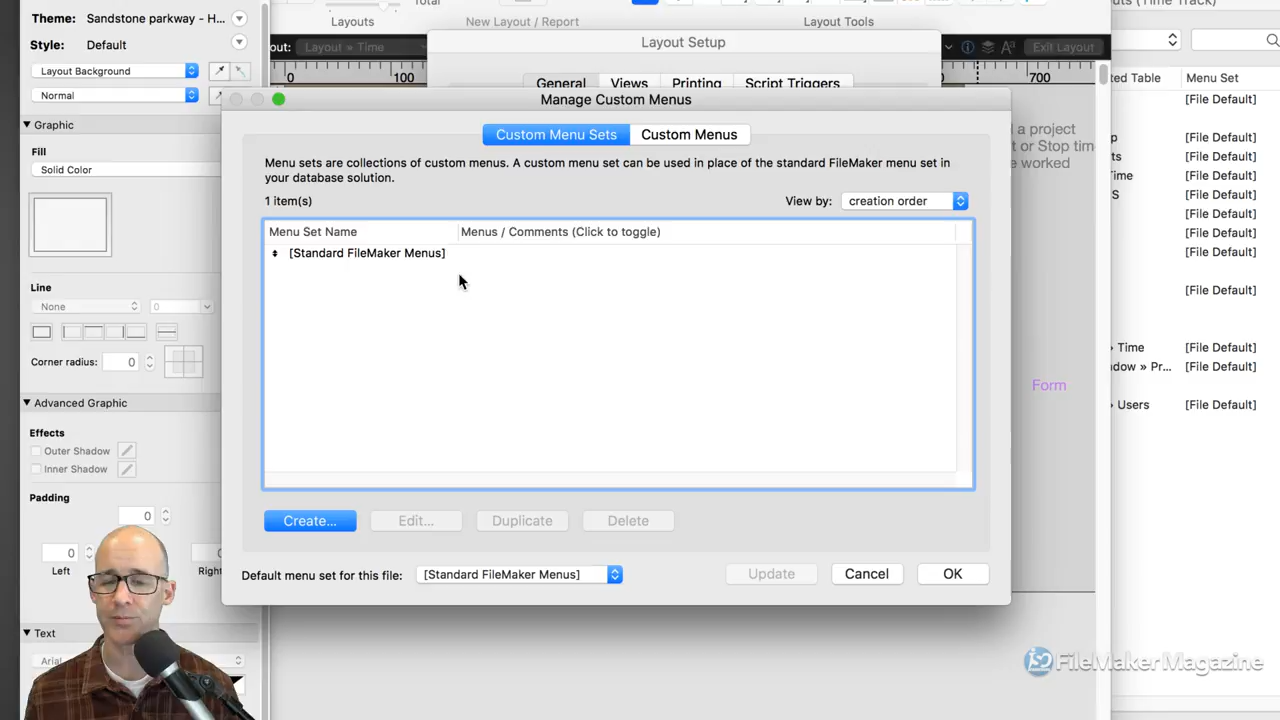 Theme: Sandstone parkway - H...
Style: Default
Layout Background
Normal
Graphic
Fill
Solid Color
Line
None
0
Corner radius: 0
Advanced Graphic
Effects
Outer Shadow
Inner Shadow
Padding
0
0
Left
Right
Text
Layouts
New Layout / Report
Layout Tools
Layout » Time
Exit Layout
0
100
700
Layout Setup
General
Views
Printing
Script Triggers
Manage Custom Menus
Custom Menu Sets
Custom Menus
Menu sets are collections of custom menus. A custom menu set can be used in place of the standard FileMaker menu set in
your database solution.
1 item(s)
View by: creation order
Menu Set Name
Menus / Comments (Click to toggle)
[Standard FileMaker Menus]
Create...
Edit...
Duplicate
Delete
Default menu set for this file: [Standard FileMaker Menus]
Update
Cancel
OK
a project
or Stop time
worked
Form
Table
Menu Set
[File Default]
[File Default]
[File Default]
[File Default]
[File Default]
[File Default]
[File Default]
[File Default]
[File Default]
» Time
[File Default]
» Pr...
[File Default]
» Users
[File Default]
FileMakerMagazine